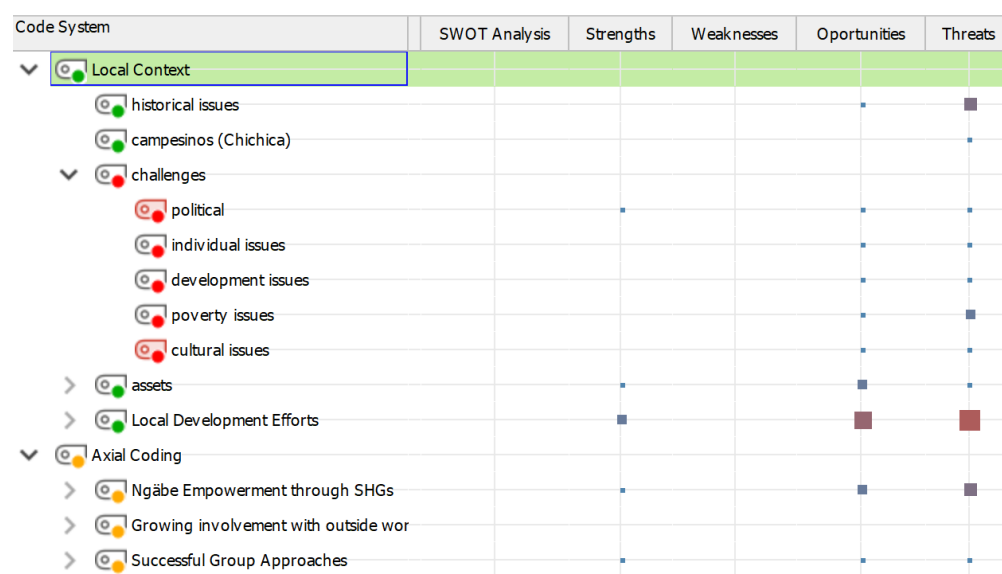 Code System SWOT Analysis Strengths Weaknesses Oportunities Threats
Local Context
historical issues
campesinos (Chichica)
challenges
political
individual issues
development issues
poverty issues
cultural issues
assets
Local Development Efforts
Axial Coding
Ngäbe Empowerment through SHGs
Growing involvement with outside wor
Successful Group Approaches